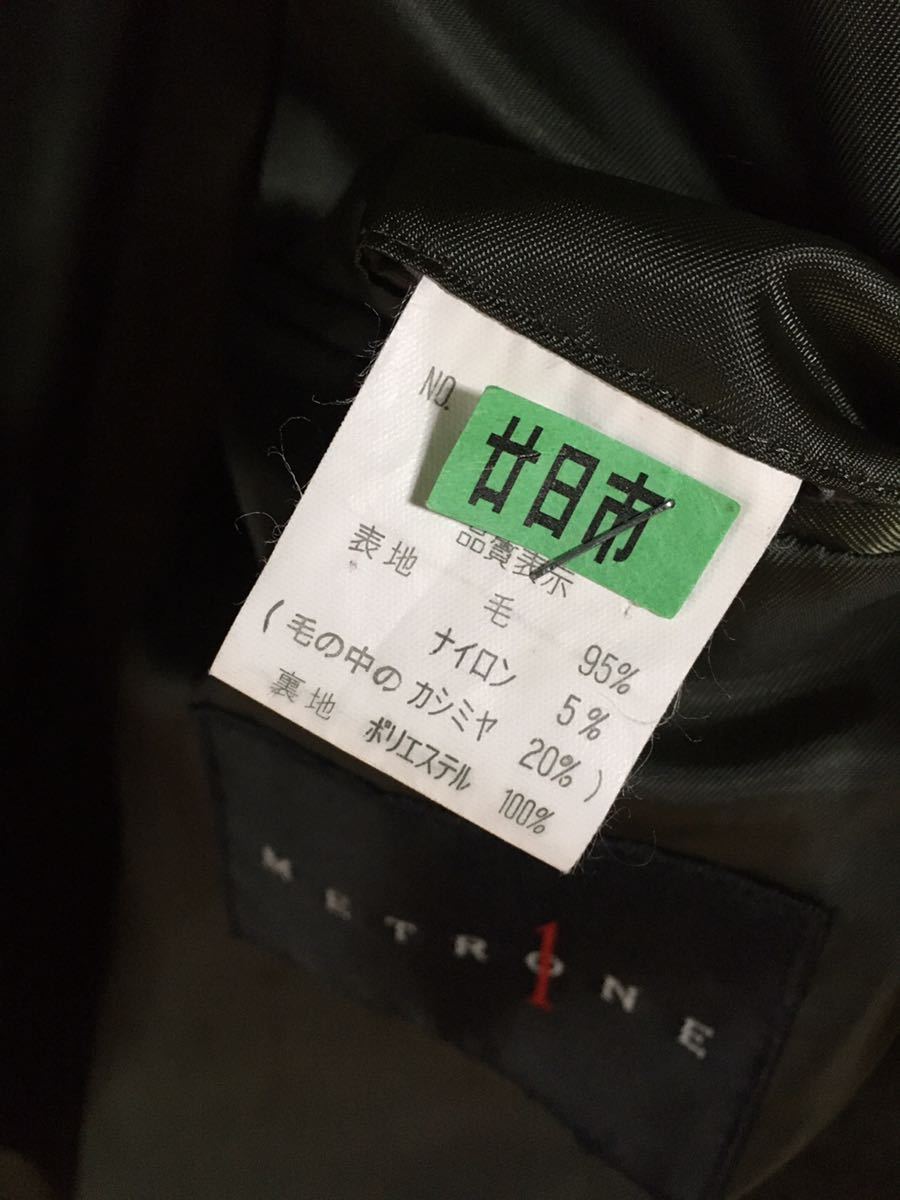 NO.
廿日市
品質表示
表地 毛 95%
ナイロン 5%
(毛の中の カシミヤ 20%)
裏地 ポリエステル 100%
METRONE
1